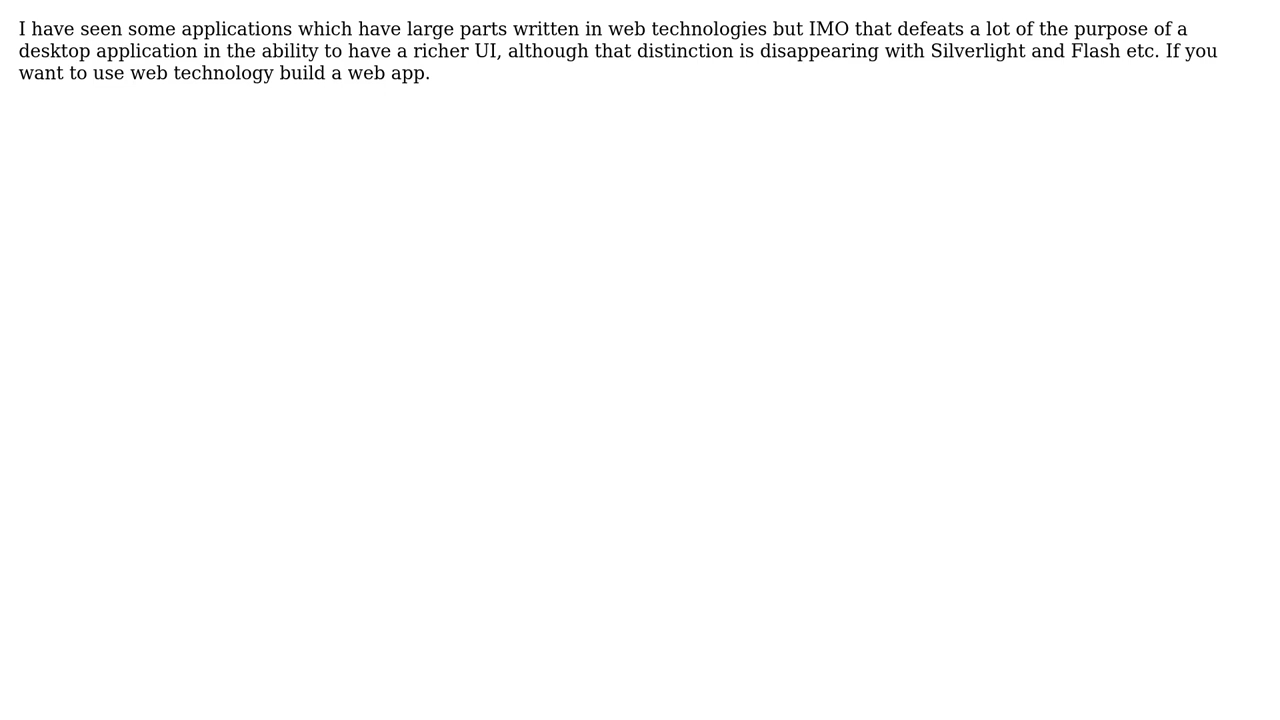 I have seen some applications which have large parts written in web technologies but IMO that defeats a lot of the purpose of a
desktop application in the ability to have a richer UI, although that distinction is disappearing with Silverlight and Flash etc. If you
want to use web technology build a web app.